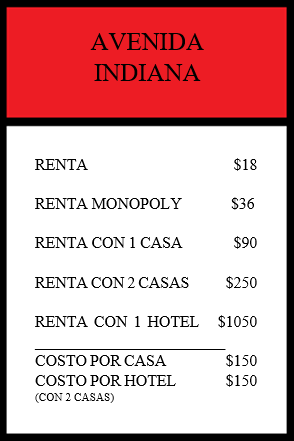 AVENIDA
INDIANA
RENTA $18
RENTA MONOPOLY $36
RENTA CON 1 CASA $90
RENTA CON 2 CASAS $250
RENTA CON 1 HOTEL $1050
COSTO POR CASA $150
COSTO POR HOTEL $150
(CON 2 CASAS)